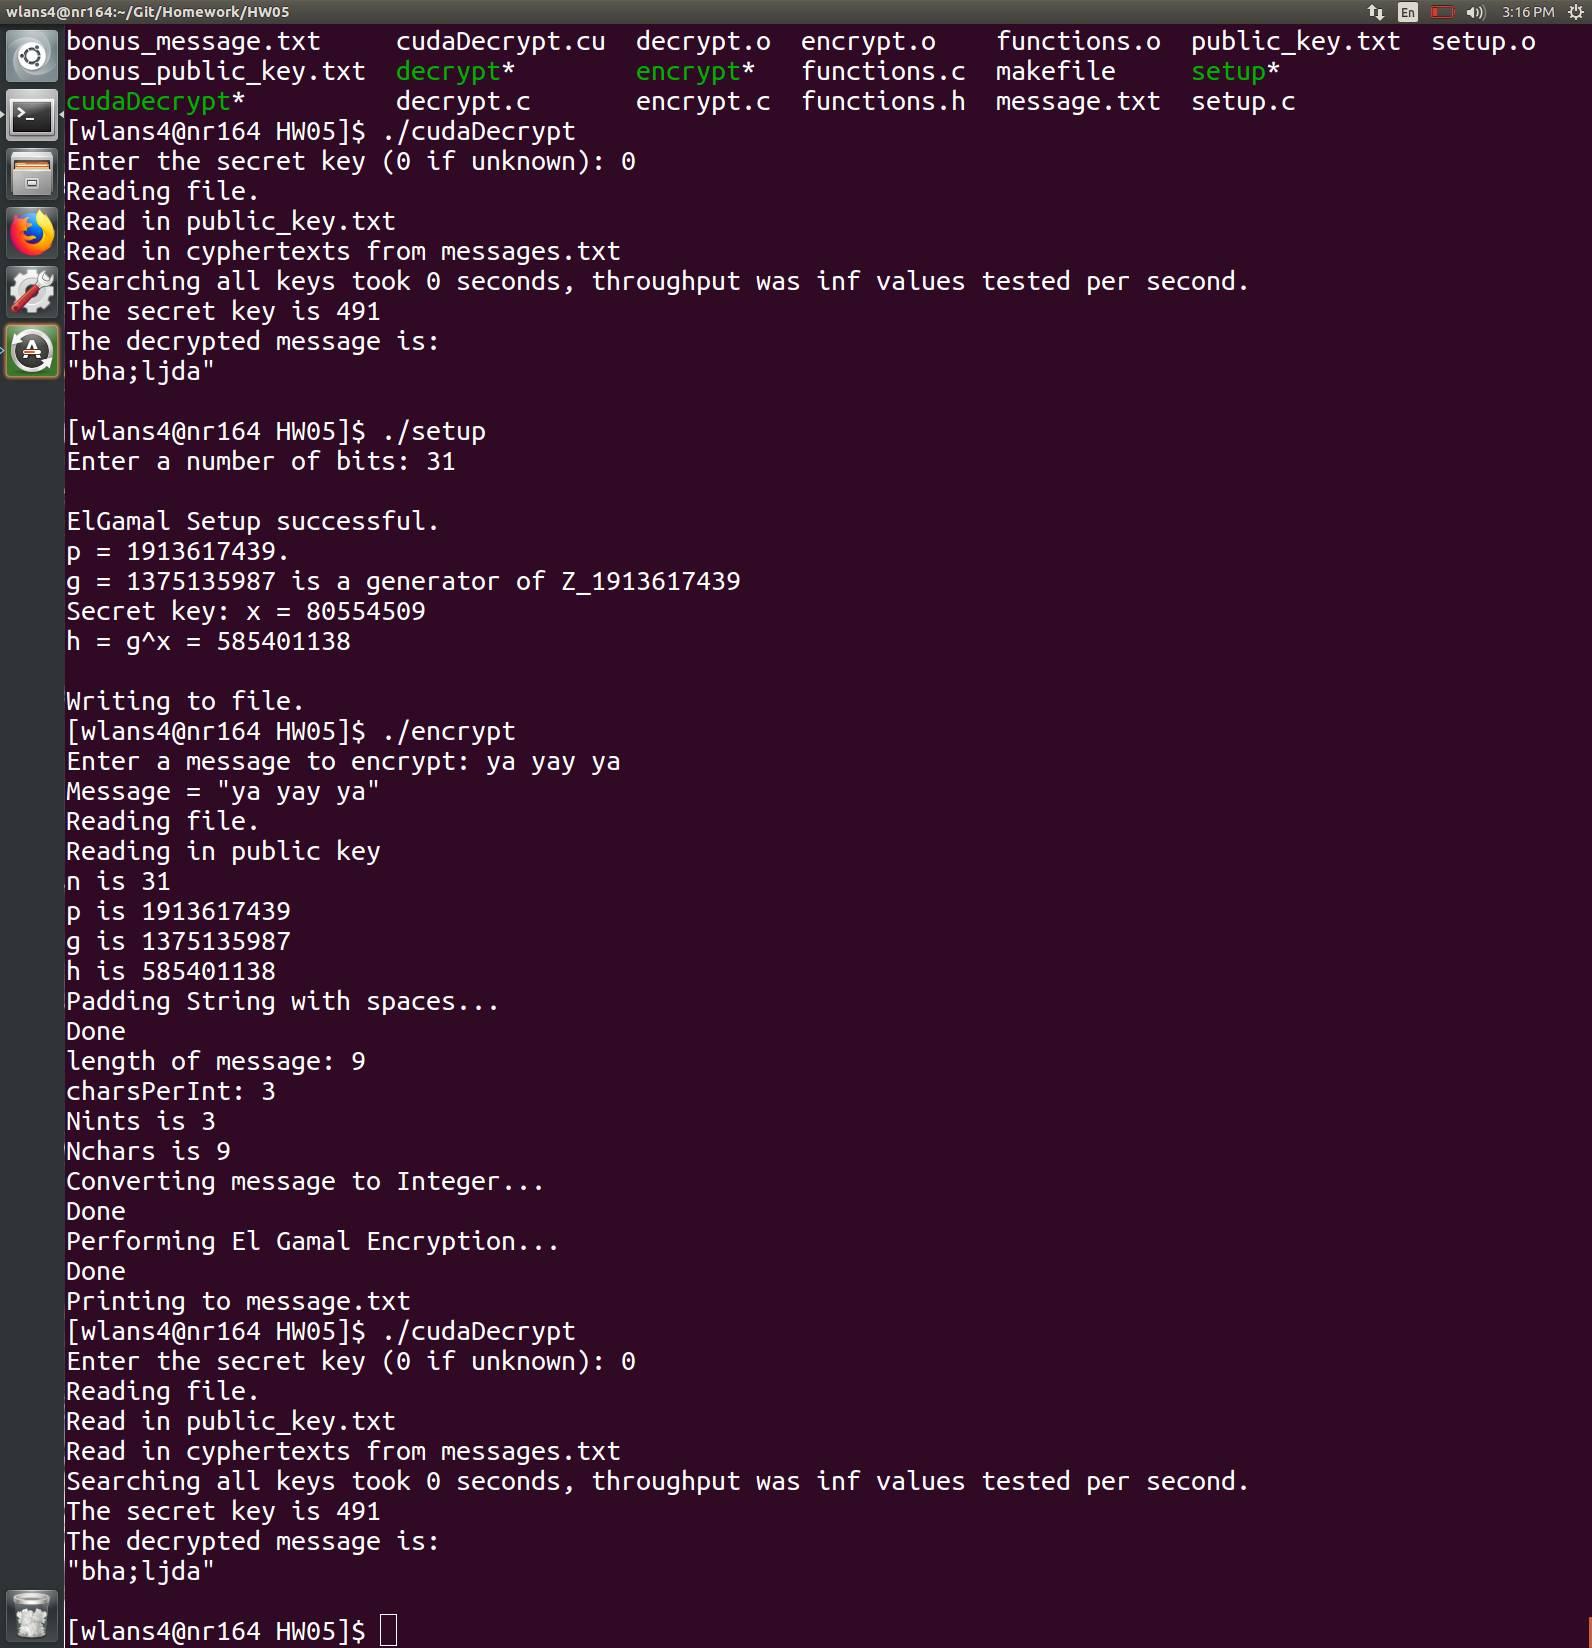 wlans4@nr164:~/Git/Homework/HW05 En 3:16 PM
bonus_message.txt cudaDecrypt.cu decrypt.o encrypt.o functions.o public_key.txt setup.o
bonus_public_key.txt decrypt* encrypt* functions.c makefile setup*
cudaDecrypt* decrypt.c encrypt.c functions.h message.txt setup.c
[wlans4@nr164 HW05]$ ./cudaDecrypt
Enter the secret key (0 if unknown): 0
Reading file.
Read in public_key.txt
Read in cyphertexts from messages.txt
Searching all keys took 0 seconds, throughput was inf values tested per second.
The secret key is 491
The decrypted message is:
"bha;ljda"
[wlans4@nr164 HW05]$ ./setup
Enter a number of bits: 31
ElGamal Setup successful.
p = 1913617439.
g = 1375135987 is a generator of Z_1913617439
Secret key: x = 80554509
h = g^x = 585401138
Writing to file.
[wlans4@nr164 HW05]$ ./encrypt
Enter a message to encrypt: ya yay ya
Message = "ya yay ya"
Reading file.
Reading in public key
n is 31
p is 1913617439
g is 1375135987
h is 585401138
Padding String with spaces...
Done
length of message: 9
charsPerInt: 3
Nints is 3
Nchars is 9
Converting message to Integer...
Done
Performing El Gamal Encryption...
Done
Printing to message.txt
[wlans4@nr164 HW05]$ ./cudaDecrypt
Enter the secret key (0 if unknown): 0
Reading file.
Read in public_key.txt
Read in cyphertexts from messages.txt
Searching all keys took 0 seconds, throughput was inf values tested per second.
The secret key is 491
The decrypted message is:
"bha;ljda"
[wlans4@nr164 HW05]$